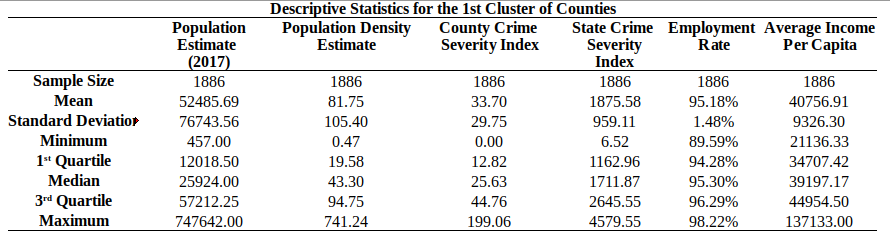 Descriptive Statistics for the 1st Cluster of Counties
Population Estimate (2017) Population Density Estimate County Crime Severity Index State Crime Severity Index Employment Rate Average Income Per Capita
Sample Size 1886 1886 1886 1886 1886 1886
Mean 52485.69 81.75 33.70 1875.58 95.18% 40756.91
Standard Deviation 76743.56 105.40 29.75 959.11 1.48% 9326.30
Minimum 457.00 0.47 0.00 6.52 89.59% 21136.33
1st Quartile 12018.50 19.58 12.82 1162.96 94.28% 34707.42
Median 25924.00 43.30 25.63 1711.87 95.30% 39197.17
3rd Quartile 57212.25 94.75 44.76 2645.55 96.29% 44954.50
Maximum 747642.00 741.24 199.06 4579.55 98.22% 137133.00